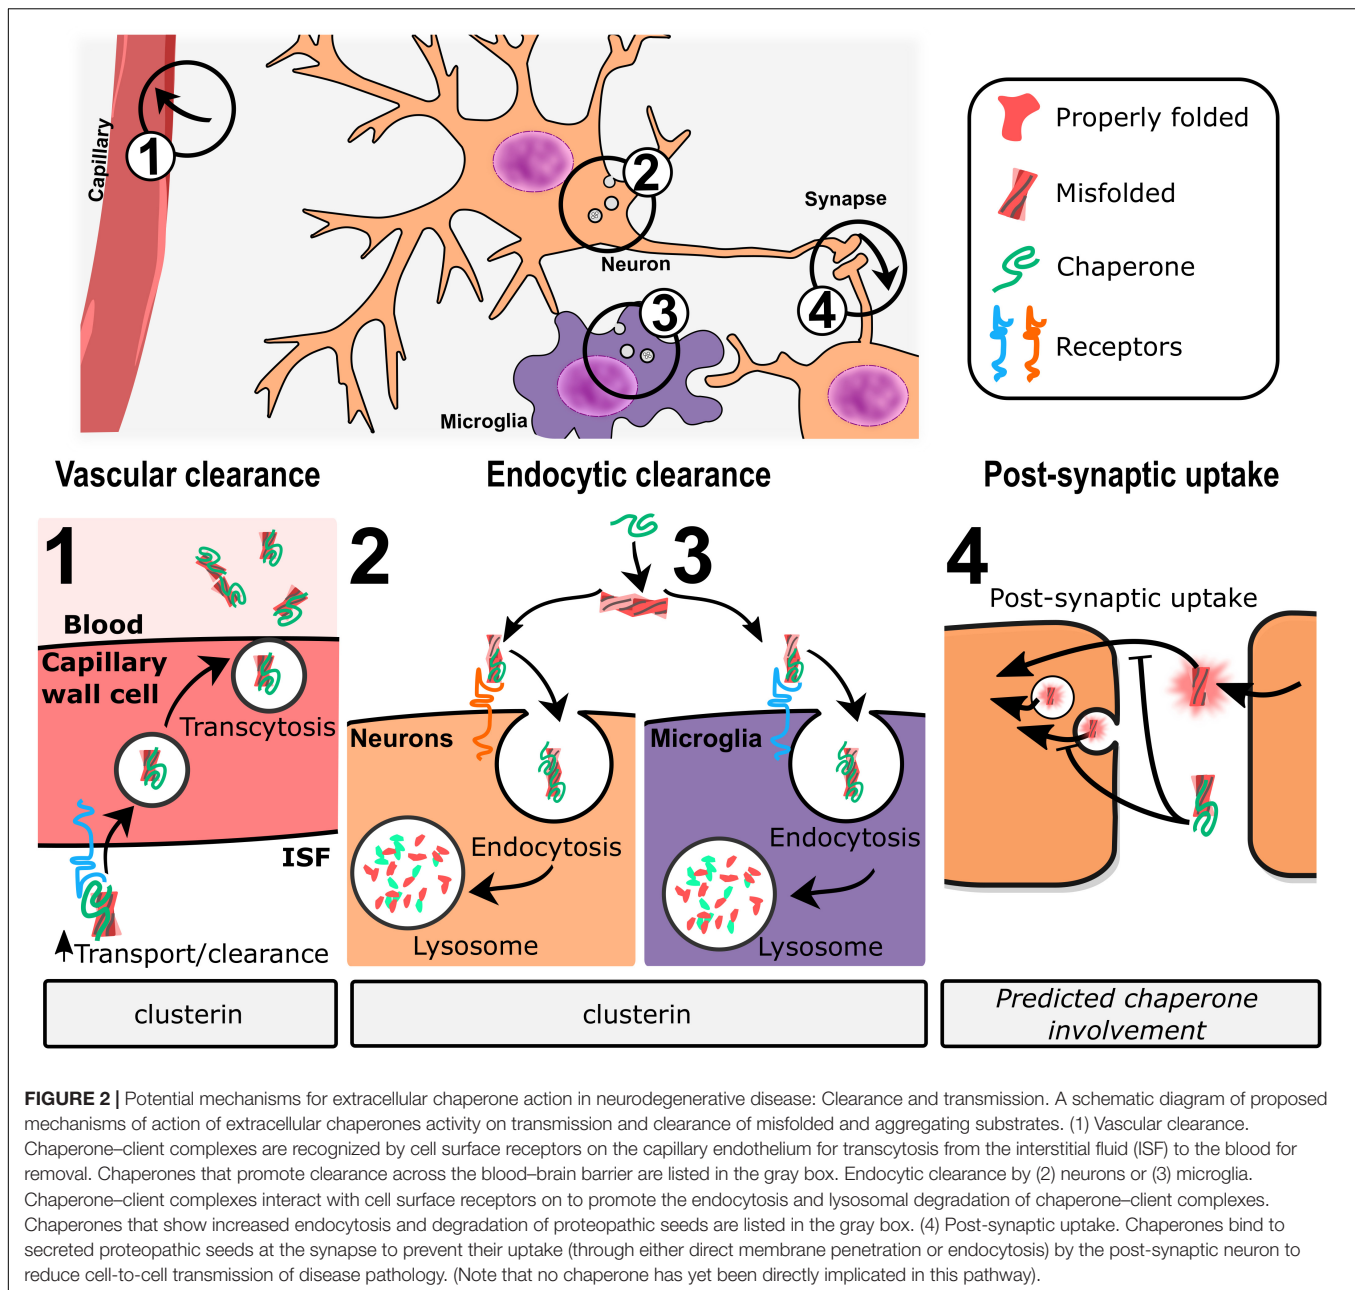 Capillary
1
2
Neuron
3
Microglia
Synapse
4
Properly folded
Misfolded
Chaperone
Receptors
Vascular clearance
Endocytic clearance
Post-synaptic uptake
1
Blood
Capillary
wall cell
Transcytosis
ISF
Transport/clearance
clusterin
2
3
Neurons
Endocytosis
Lysosome
Microglia
Endocytosis
Lysosome
clusterin
4
Post-synaptic uptake
Predicted chaperone
involvement
FIGURE 2 | Potential mechanisms for extracellular chaperone action in neurodegenerative disease: Clearance and transmission. A schematic diagram of proposed
mechanisms of action of extracellular chaperones activity on transmission and clearance of misfolded and aggregating substrates. (1) Vascular clearance.
Chaperone–client complexes are recognized by cell surface receptors on the capillary endothelium for transcytosis from the interstitial fluid (ISF) to the blood for
removal. Chaperones that promote clearance across the blood–brain barrier are listed in the gray box. Endocytic clearance by (2) neurons or (3) microglia.
Chaperone–client complexes interact with cell surface receptors on to promote the endocytosis and lysosomal degradation of chaperone–client complexes.
Chaperones that show increased endocytosis and degradation of proteopathic seeds are listed in the gray box. (4) Post-synaptic uptake. Chaperones bind to
secreted proteopathic seeds at the synapse to prevent their uptake (through either direct membrane penetration or endocytosis) by the post-synaptic neuron to
reduce cell-to-cell transmission of disease pathology. (Note that no chaperone has yet been directly implicated in this pathway).